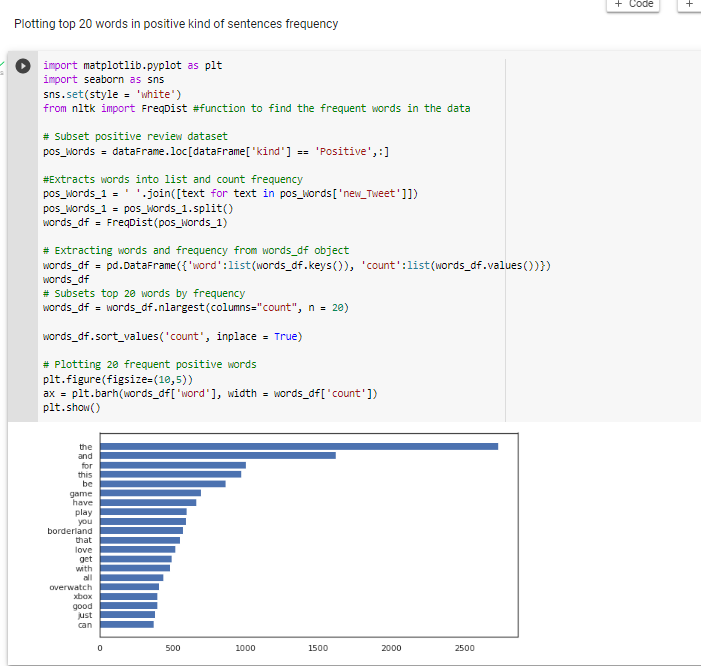 + Code
+
Plotting top 20 words in positive kind of sentences frequency
import matplotlib.pyplot as plt
import seaborn as sns
sns.set(style = 'white')
from nltk import FreqDist #function to find the frequent words in the data
# Subset positive review dataset
pos_words = dataFrame.loc[dataFrame['kind'] == 'Positive',:]
#Extracts words into list and count frequency
pos_words_1 = ' '.join([text for text in pos_words['new_Tweet']])
pos_words_1 = pos_words_1.split()
words_df = FreqDist(pos_words_1)
# Extracting words and frequency from words_df object
words_df = pd.DataFrame({'word':list(words_df.keys()), 'count':list(words_df.values())})
words_df
# Subsets top 20 words by frequency
words_df = words_df.nlargest(columns="count", n = 20)
words_df.sort_values('count', inplace = True)
# Plotting 20 frequent positive words
plt.figure(figsize=(10,5))
ax = plt.barh(words_df['word'], width = words_df['count'])
plt.show()
the
and
for
this
be
game
have
play
you
borderland
that
love
get
with
all
overwatch
xbox
good
just
can
0 500 1000 1500 2000 2500